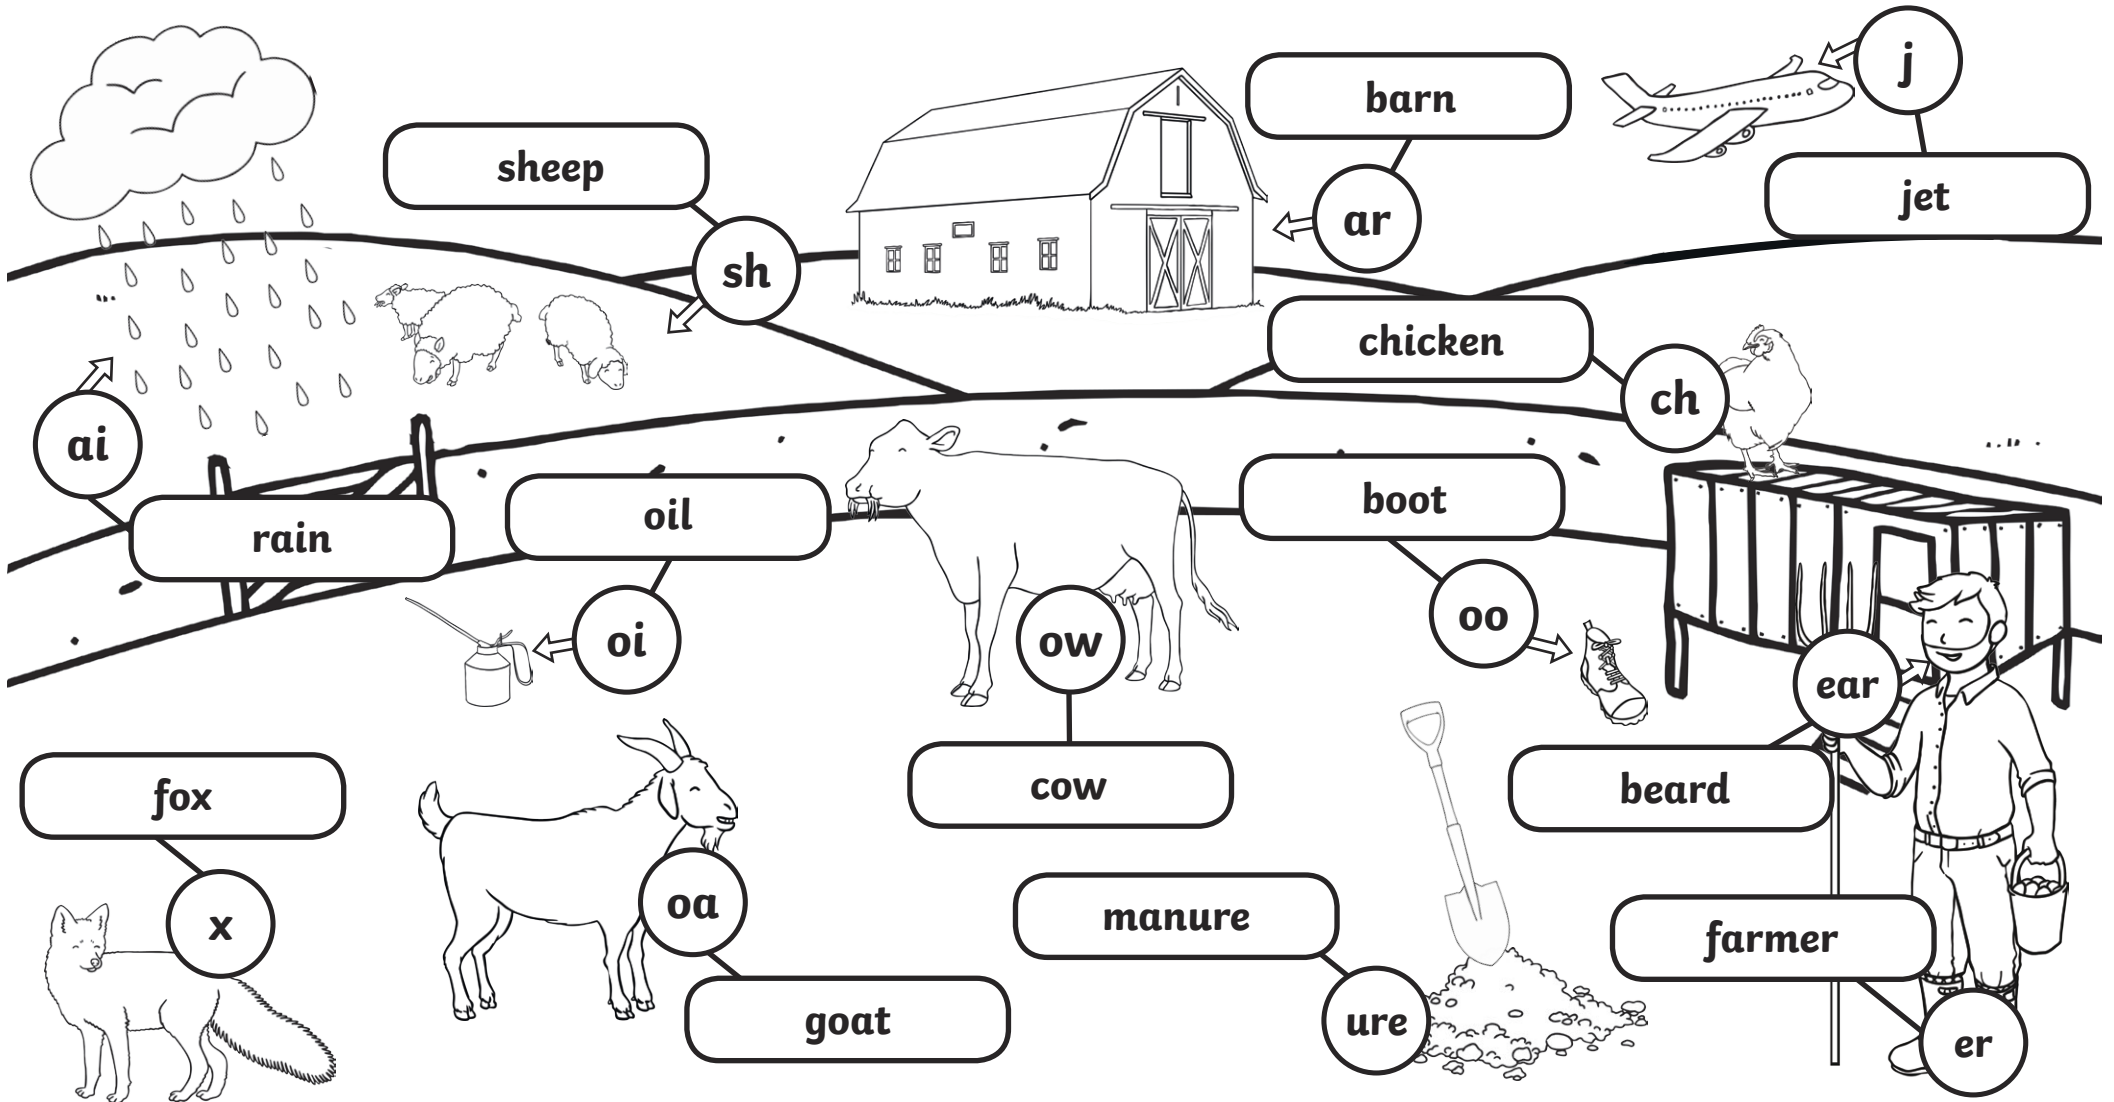 j
barn
sheep
jet
ar
sh
chicken
ch
ai
boot
oil
rain
oo
oi
ow
ear
cow
beard
fox
oa
manure
x
farmer
goat
ure
er